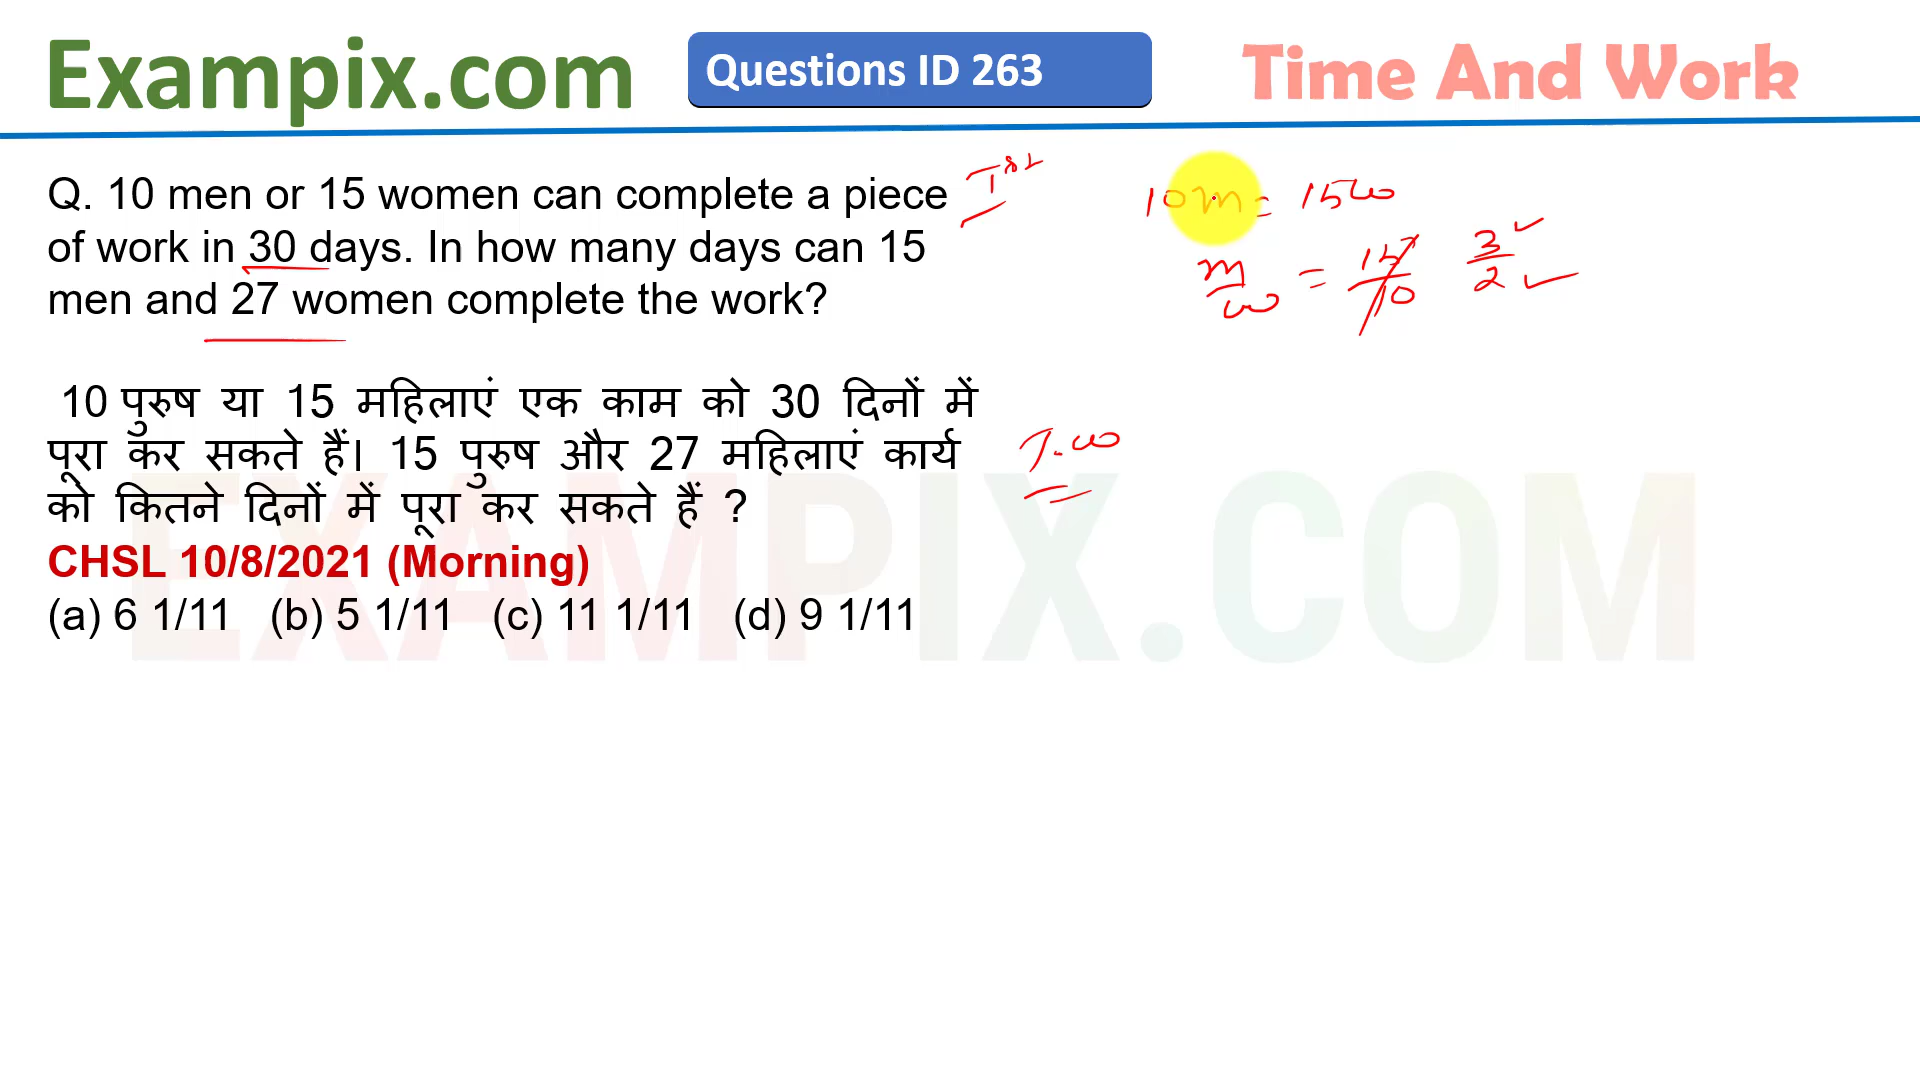 Exampix.com
Questions ID 263
Time And Work
Q. 10 men or 15 women can complete a piece
of work in 30 days. In how many days can 15
men and 27 women complete the work?
Ist
10m = 15w
m/w = 15/10 3/2
10 पुरुष या 15 महिलाएं एक काम को 30 दिनों में
पूरा कर सकते हैं। 15 पुरुष और 27 महिलाएं कार्य
को कितने दिनों में पूरा कर सकते हैं ?
T.w
CHSL 10/8/2021 (Morning)
(a) 6 1/11 (b) 5 1/11 (c) 11 1/11 (d) 9 1/11
EXAMPIX.COM